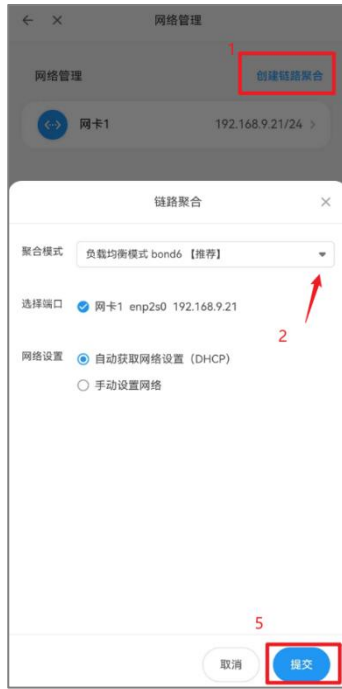 网络管理
1
网络管理
创建链路聚合
网卡1
192.168.9.21/24
链路聚合
聚合模式
负载均衡模式 bond6 【推荐】
选择端口
网卡1 enp2s0 192.168.9.21
2
网络设置
自动获取网络设置（DHCP）
手动设置网络
5
取消
提交